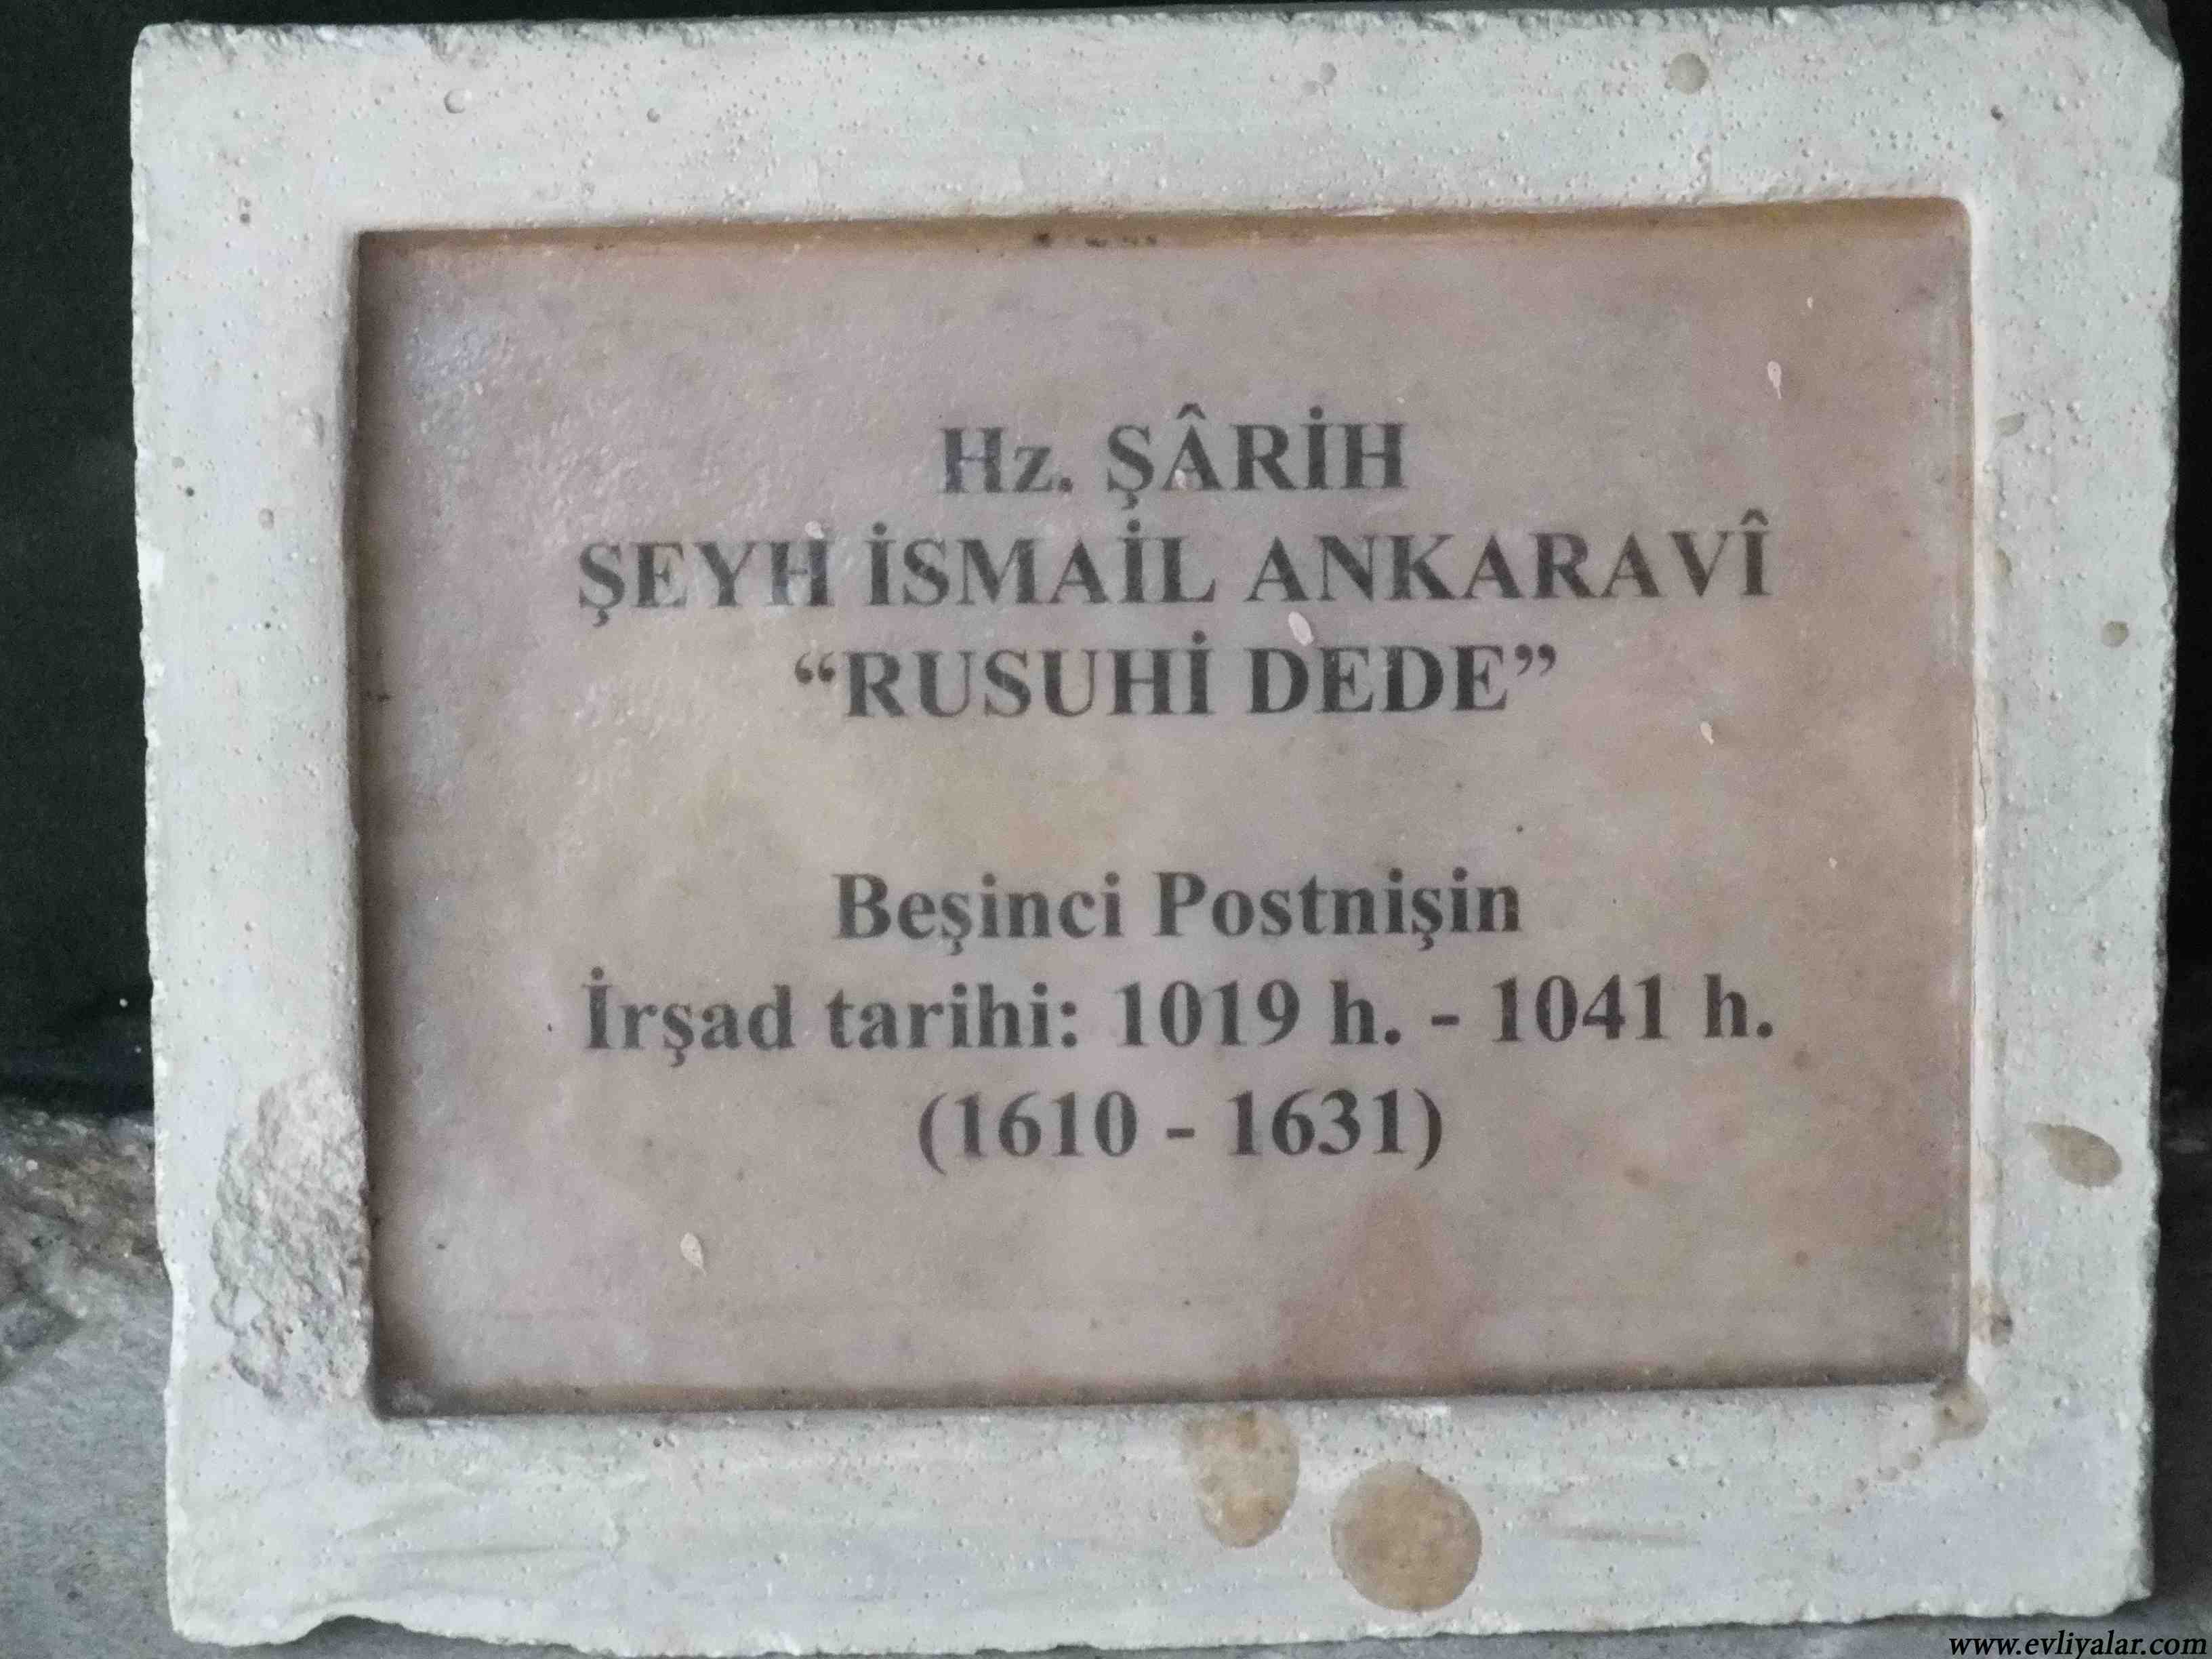 Hz. ŞÂRİH
ŞEYH İSMAİL ANKARAVÎ
“RUSUHİ DEDE”
Beşinci Postnişin
İrşad tarihi: 1019 h. - 1041 h.
(1610 - 1631)
www.evliyalar.com